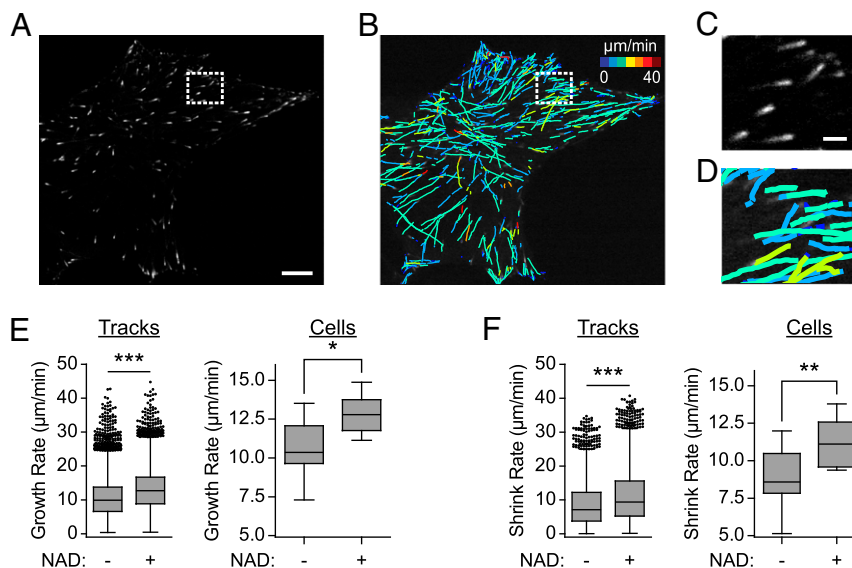 A
B
µm/min
0 40
C
D
E
Tracks
***
Growth Rate (µm/min)
50
40
30
20
10
0
NAD: - +
Cells
*
Growth Rate (µm/min)
15.0
12.5
10.0
7.5
5.0
NAD: - +
F
Tracks
***
Shrink Rate (µm/min)
50
40
30
20
10
0
NAD: - +
Cells
**
Shrink Rate (µm/min)
15.0
12.5
10.0
7.5
5.0
NAD: - +